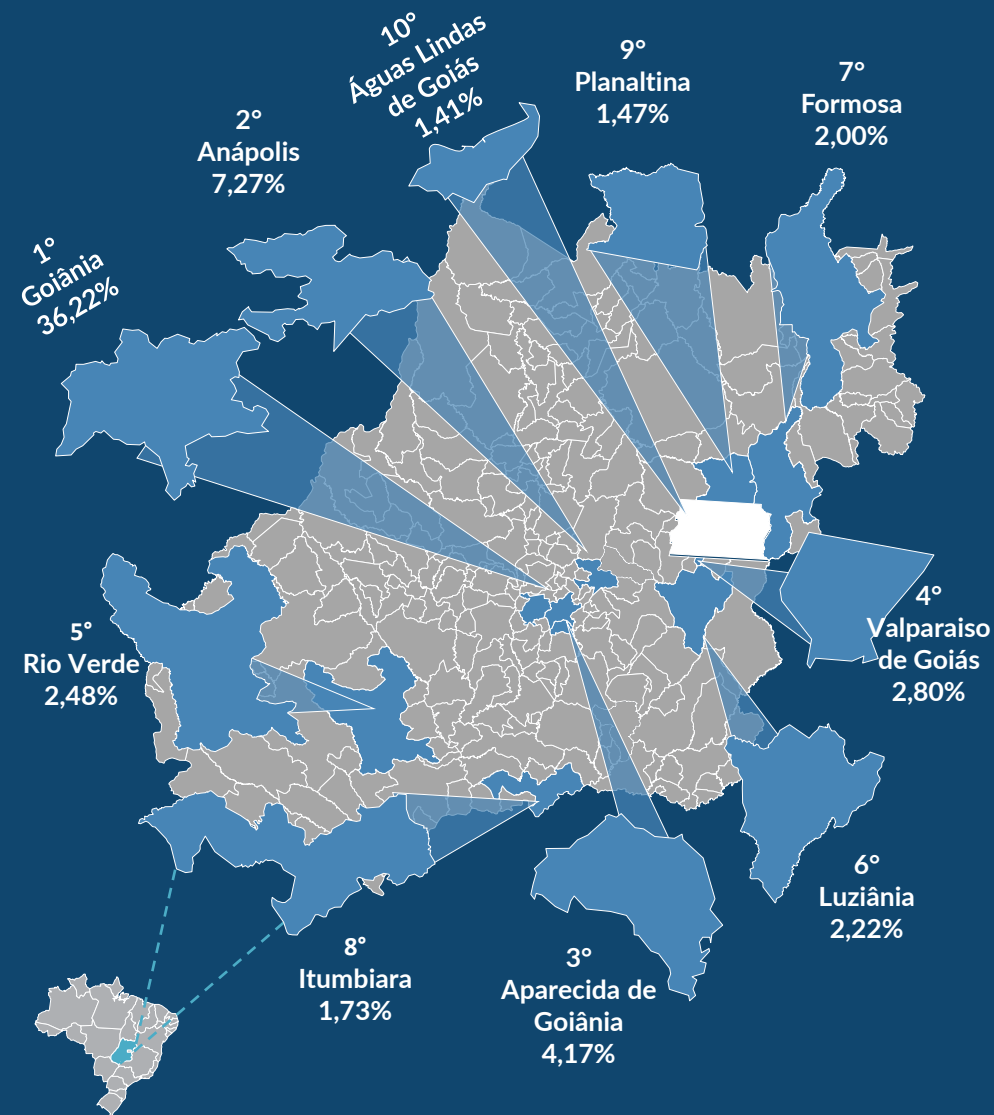 10°
Águas Lindas
de Goiás
1,41%
9°
Planaltina
1,47%
7°
Formosa
2,00%
2°
Anápolis
7,27%
1°
Goiânia
36,22%
5°
Rio Verde
2,48%
4°
Valparaiso
de Goiás
2,80%
6°
Luziânia
2,22%
8°
Itumbiara
1,73%
3°
Aparecida de
Goiânia
4,17%